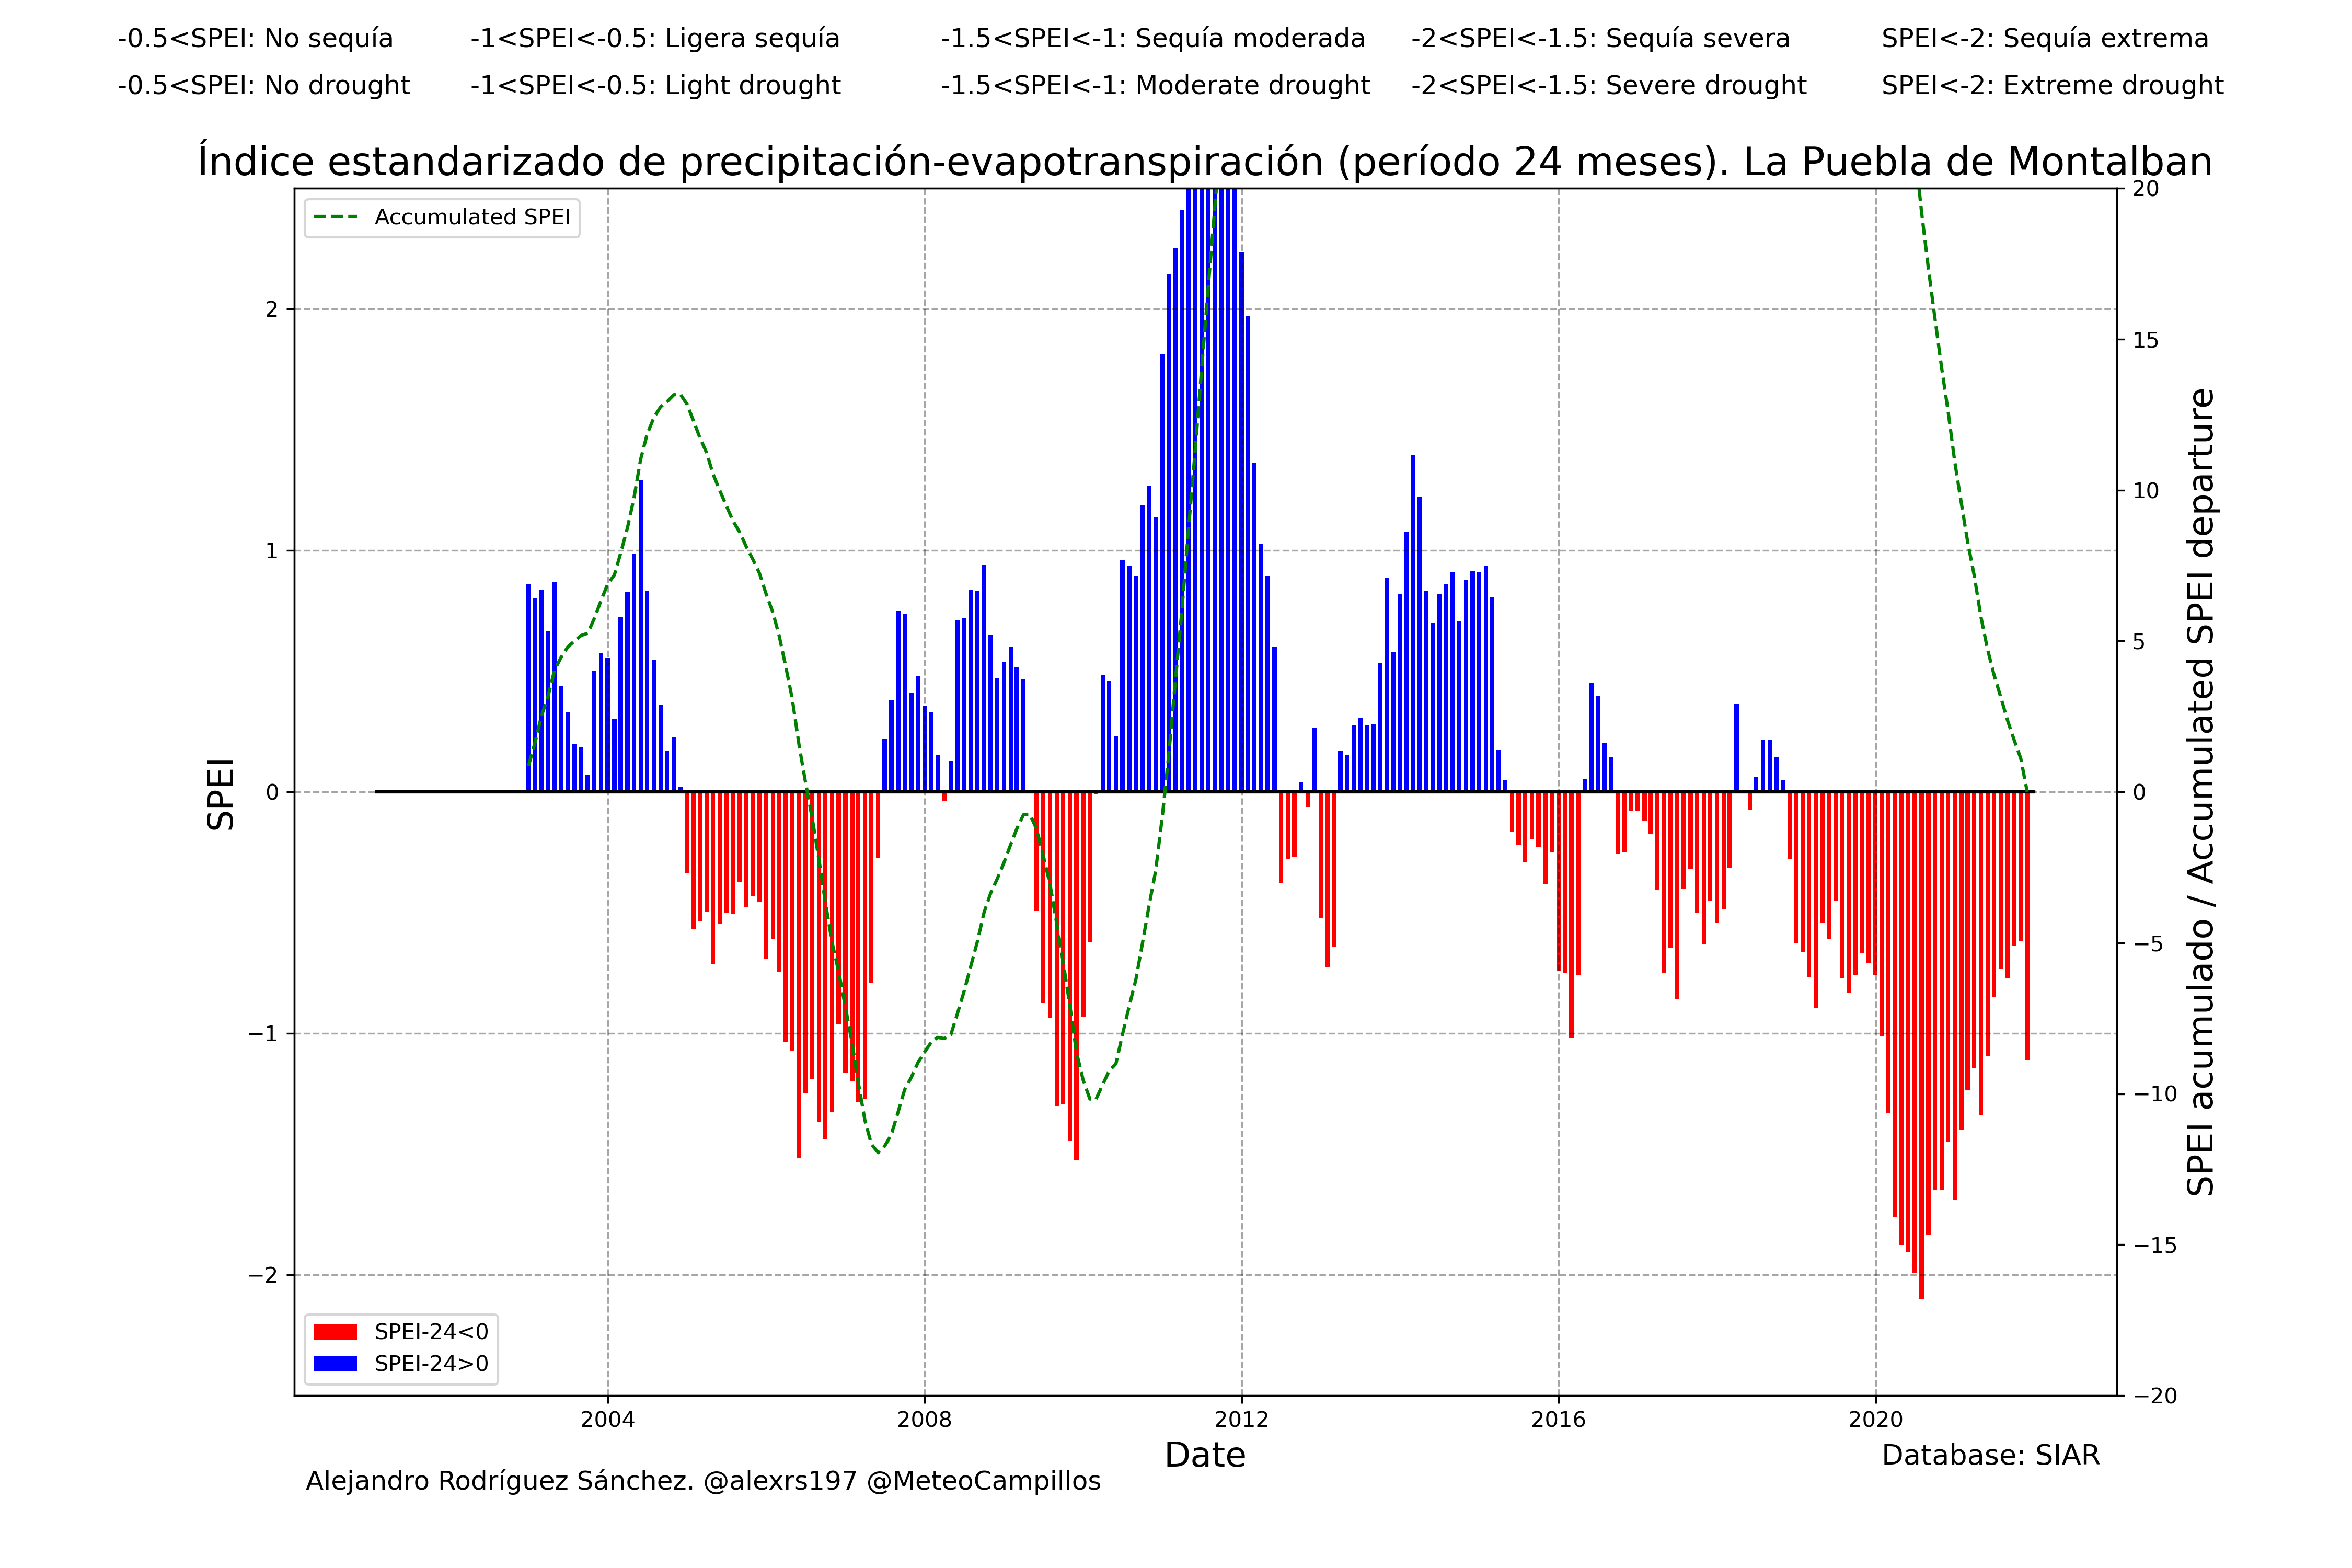 -0.5<SPEI: No sequía -1<SPEI<-0.5: Ligera sequía -1.5<SPEI<-1: Sequía moderada -2<SPEI<-1.5: Sequía severa SPEI<-2: Sequía extrema
-0.5<SPEI: No drought -1<SPEI<-0.5: Light drought -1.5<SPEI<-1: Moderate drought -2<SPEI<-1.5: Severe drought SPEI<-2: Extreme drought
Índice estandarizado de precipitación-evapotranspiración (período 24 meses). La Puebla de Montalban
Accumulated SPEI
SPEI
2
1
0
−1
−2
20
15
10
5
0
−5
−10
−15
−20
SPEI acumulado / Accumulated SPEI departure
SPEI-24<0
SPEI-24>0
2004 2008 2012 2016 2020
Date
Database: SIAR
Alejandro Rodríguez Sánchez. @alexrs197 @MeteoCampillos